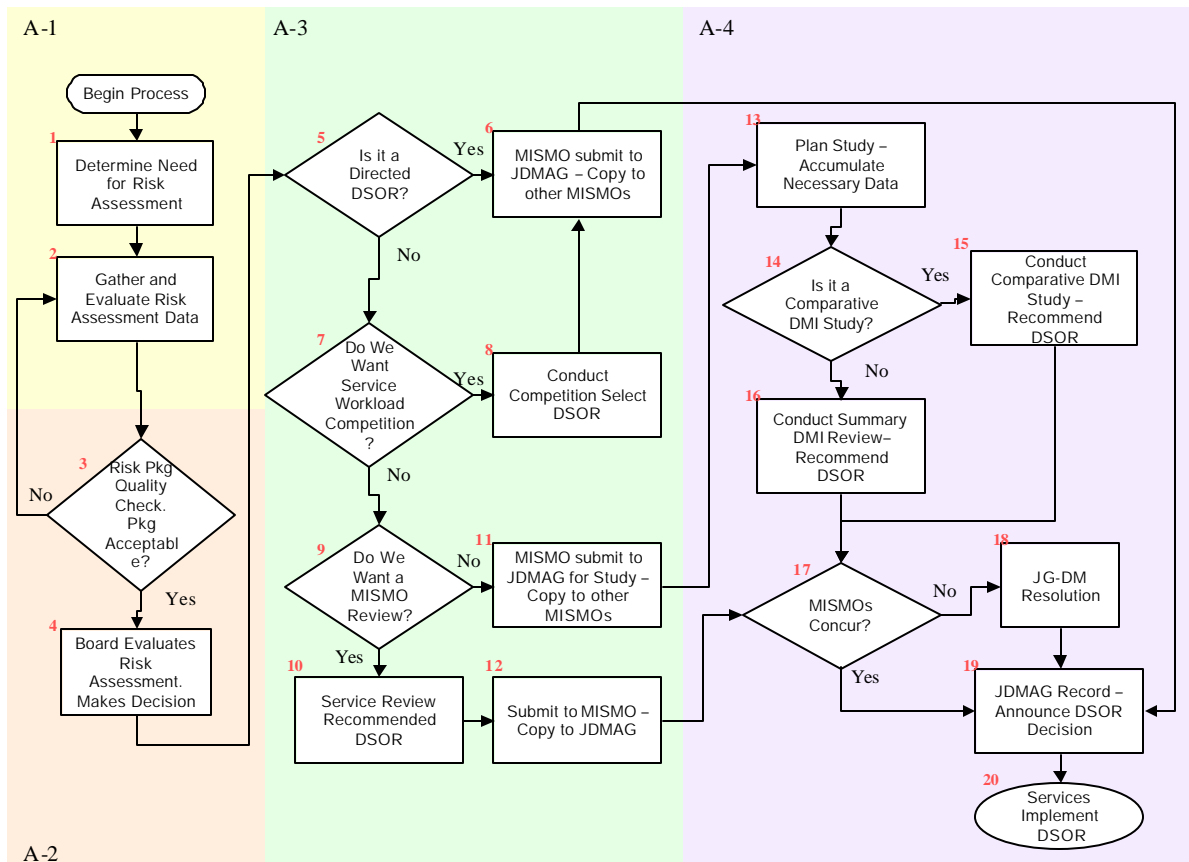 A-1
Begin Process
1
Determine Need
for Risk
Assessment
2
Gather and
Evaluate Risk
Assessment Data
3
Risk Pkg
Quality
Check.
Pkg
Acceptabl
e?
No
Yes
4
Board Evaluates
Risk
Assessment.
Makes Decision
A-2
A-3
5
Is it a
Directed
DSOR?
Yes
No
6
MISMO submit to
JDMAG – Copy to
other MISMOs
7
Do We
Want
Service
Workload
Competition
?
Yes
No
8
Conduct
Competition Select
DSOR
9
Do We
Want a
MISMO
Review?
No
Yes
11
MISMO submit to
JDMAG for Study –
Copy to other
MISMOs
10
Service Review
Recommended
DSOR
12
Submit to MISMO –
Copy to JDMAG
A-4
13
Plan Study –
Accumulate
Necessary Data
14
Is it a
Comparative
DMI Study?
Yes
No
15
Conduct
Comparative DMI
Study –
Recommend
DSOR
16
Conduct Summary
DMI Review–
Recommend
DSOR
17
MISMOs
Concur?
No
Yes
18
JG-DM
Resolution
19
JDMAG Record –
Announce DSOR
Decision
20
Services
Implement
DSOR